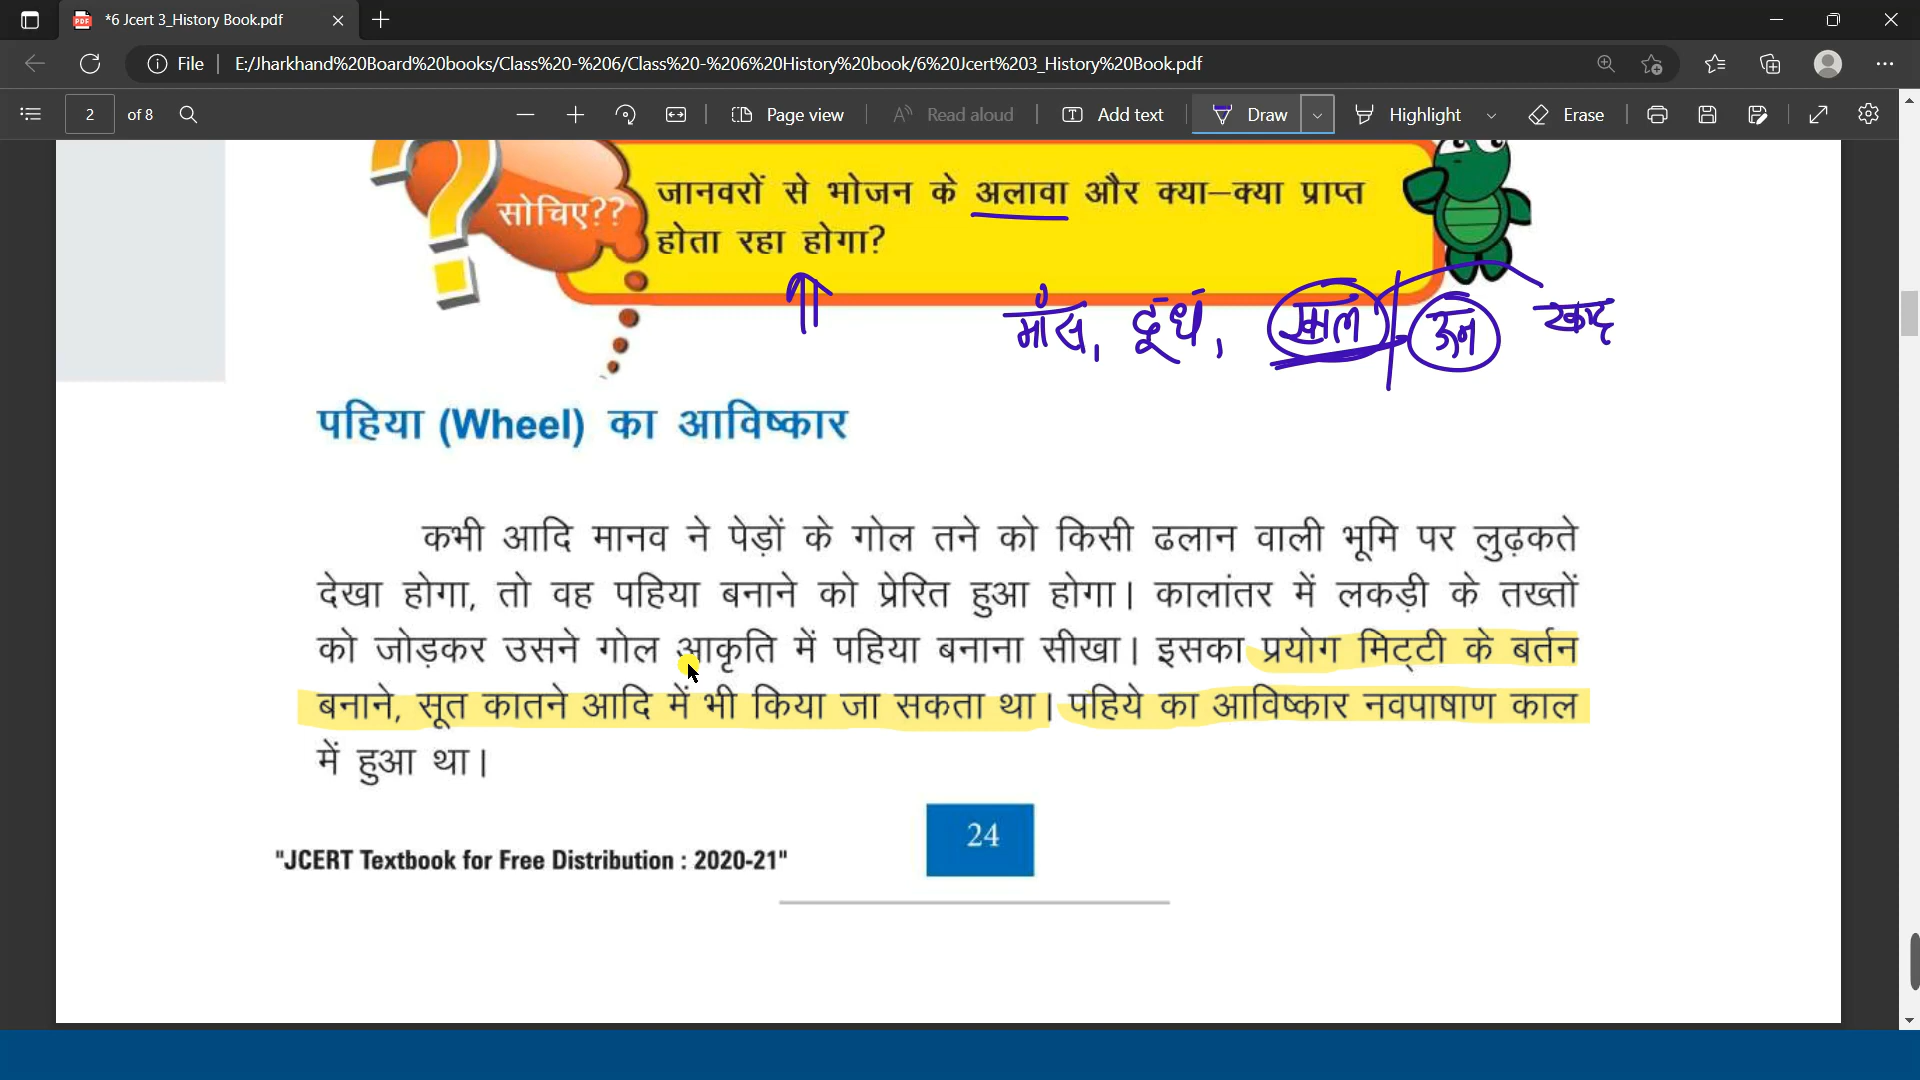 *6 Jcert 3_History Book.pdf
File
E:/Jharkhand%20Board%20books/Class%20-%206/Class%20-%206%20History%20book/6%20Jcert%203_History%20Book.pdf
2 of 8
Page view
Read aloud
Add text
Draw
Highlight
Erase
सोचिए??
जानवरों से भोजन के अलावा और क्या–क्या प्राप्त
होता रहा होगा?
मांस, दूध, खाल ऊन खाद
पहिया (Wheel) का आविष्कार
कभी आदि मानव ने पेड़ों के गोल तने को किसी ढलान वाली भूमि पर लुढ़कते
देखा होगा, तो वह पहिया बनाने को प्रेरित हुआ होगा। कालांतर में लकड़ी के तख्तों
को जोड़कर उसने गोल आकृति में पहिया बनाना सीखा। इसका प्रयोग मिट्टी के बर्तन
बनाने, सूत कातने आदि में भी किया जा सकता था। पहिये का आविष्कार नवपाषाण काल
में हुआ था।
24
"JCERT Textbook for Free Distribution : 2020-21"